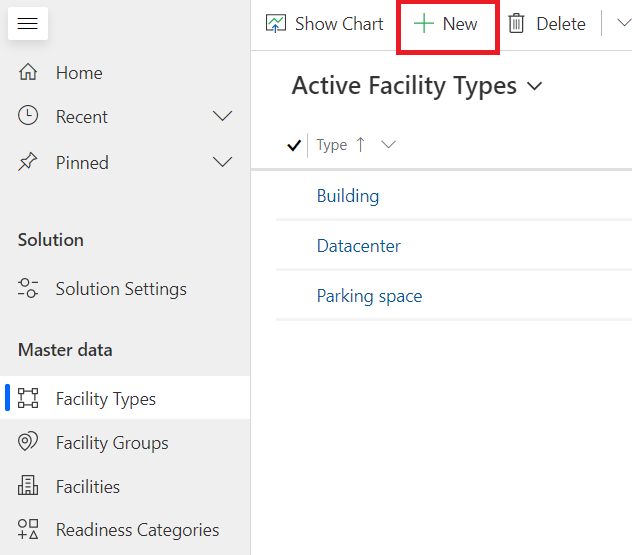 Show Chart
New
Delete
Home
Recent
Pinned
Solution
Solution Settings
Master data
Facility Types
Facility Groups
Facilities
Readiness Categories
Active Facility Types
Type
Building
Datacenter
Parking space